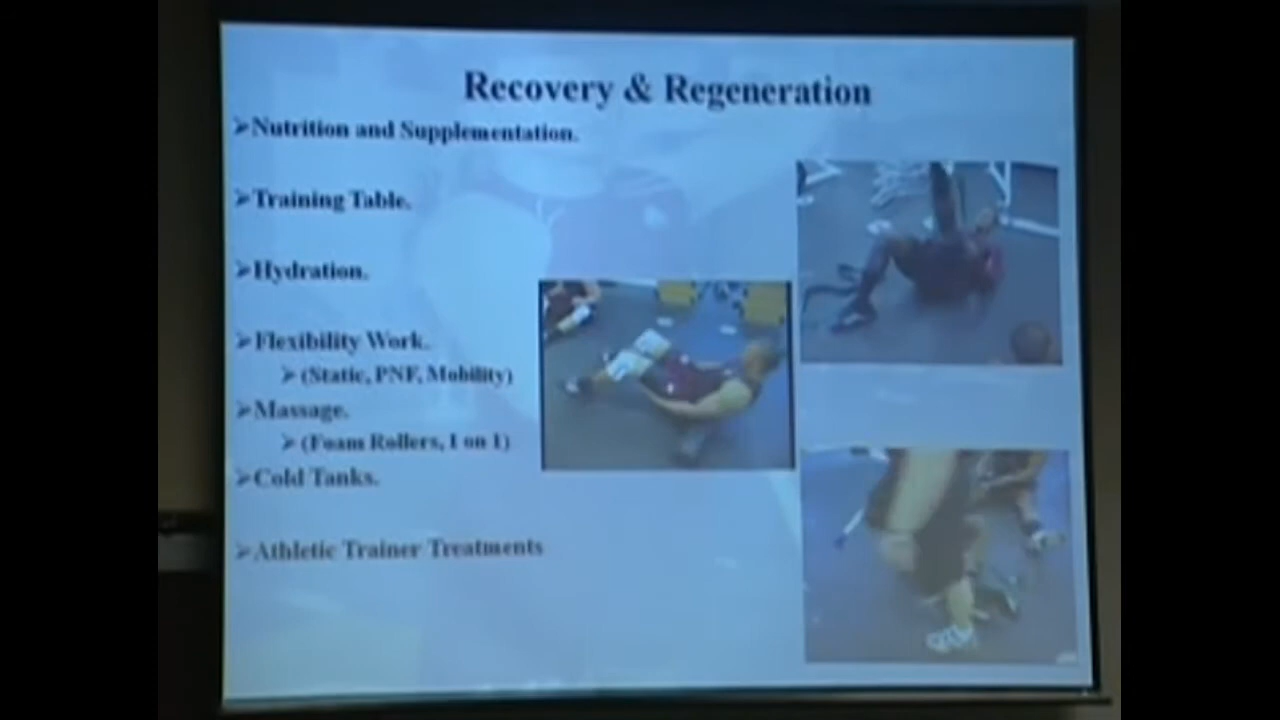 Recovery & Regeneration
➢Nutrition and Supplementation.
➢Training Table.
➢Hydration.
➢Flexibility Work.
➢(Static, PNF, Mobility)
➢Massage.
➢(Foam Rollers, 1 on 1)
➢Cold Tanks.
➢Athletic Trainer Treatments